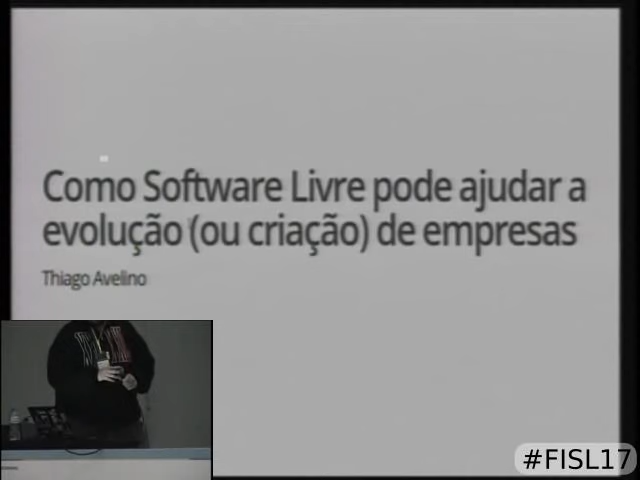 Como Software Livre pode ajudar a
evolução (ou criação) de empresas
Thiago Avelino
#FISL17